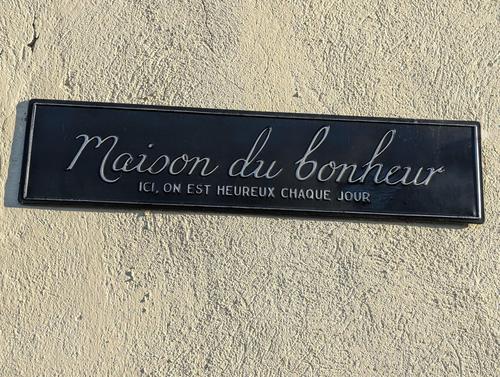 Maison du bonheur
ICI, ON EST HEUREUX CHAQUE JOUR